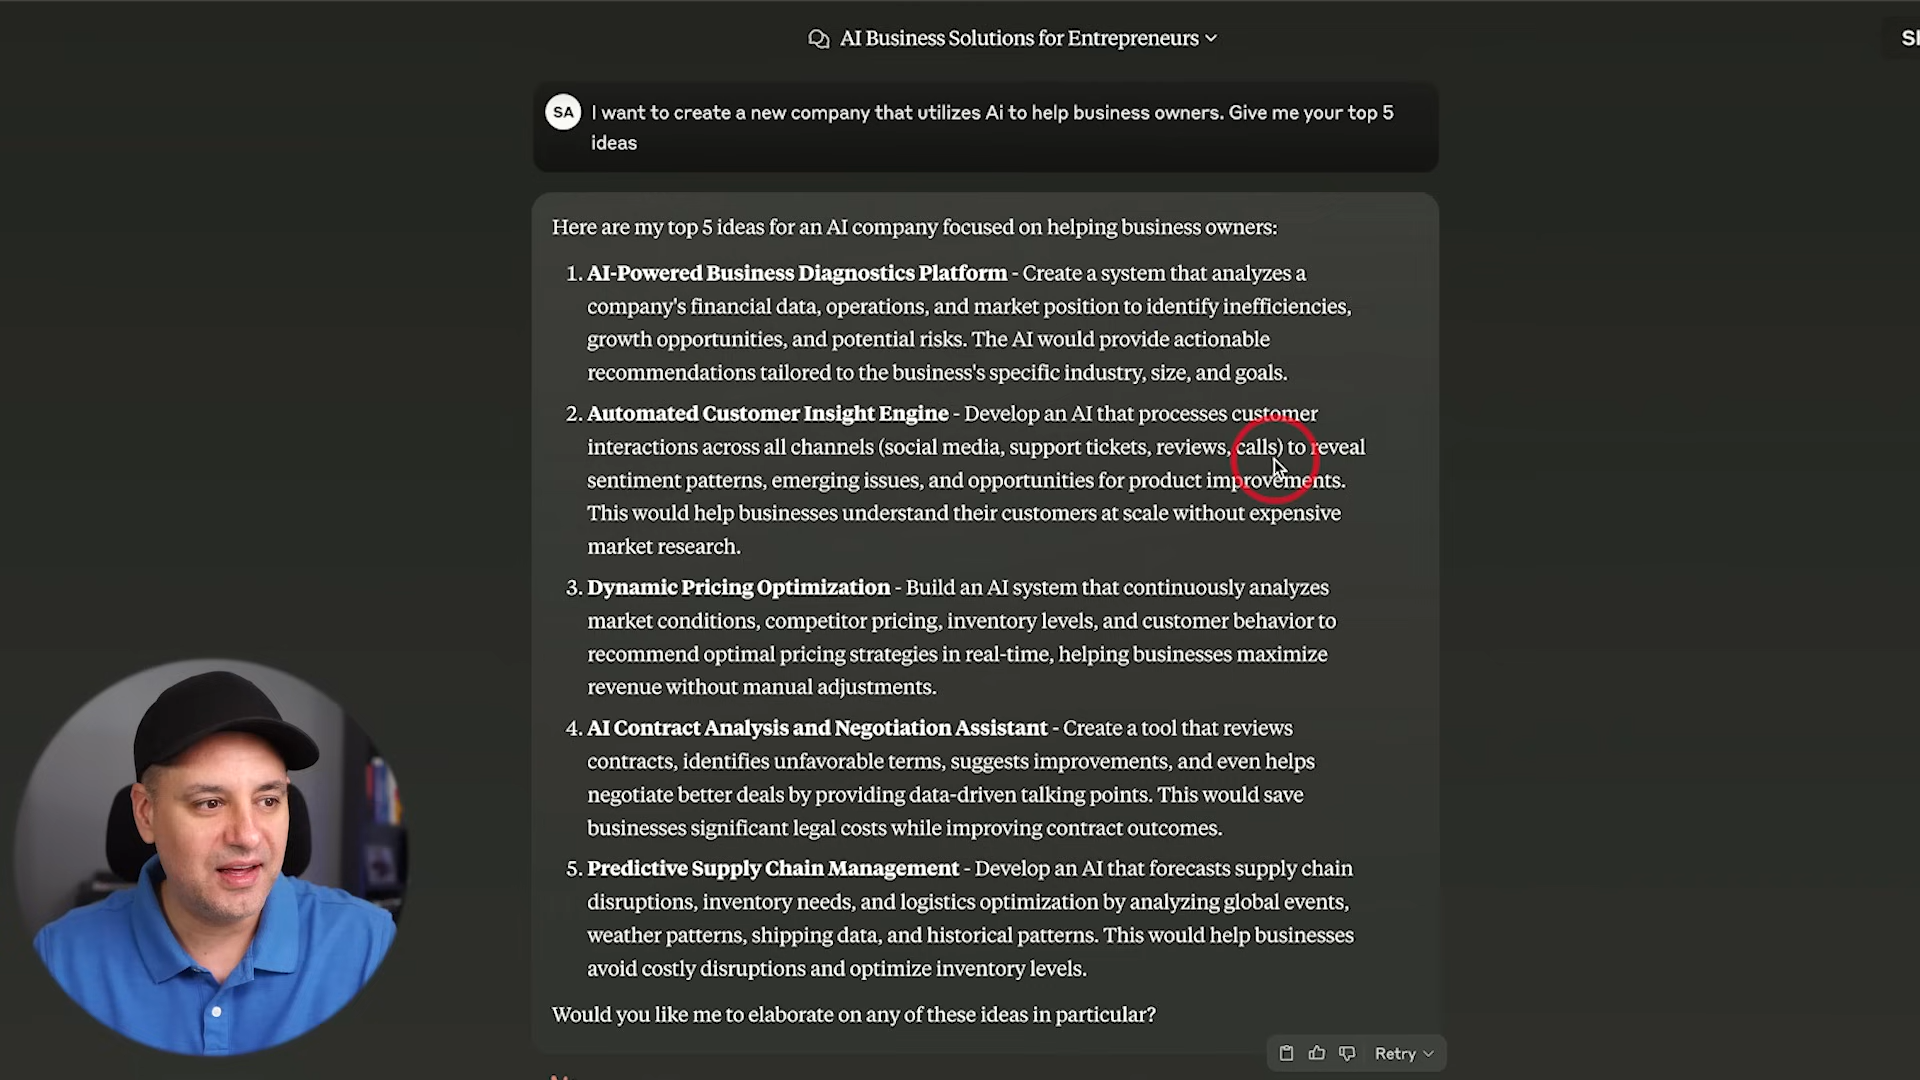 AI Business Solutions for Entrepreneurs
SA
I want to create a new company that utilizes Ai to help business owners. Give me your top 5
ideas
Here are my top 5 ideas for an AI company focused on helping business owners:
1. AI-Powered Business Diagnostics Platform - Create a system that analyzes a
company's financial data, operations, and market position to identify inefficiencies,
growth opportunities, and potential risks. The AI would provide actionable
recommendations tailored to the business's specific industry, size, and goals.
2. Automated Customer Insight Engine - Develop an AI that processes customer
interactions across all channels (social media, support tickets, reviews, calls) to reveal
sentiment patterns, emerging issues, and opportunities for product improvements.
This would help businesses understand their customers at scale without expensive
market research.
3. Dynamic Pricing Optimization - Build an AI system that continuously analyzes
market conditions, competitor pricing, inventory levels, and customer behavior to
recommend optimal pricing strategies in real-time, helping businesses maximize
revenue without manual adjustments.
4. AI Contract Analysis and Negotiation Assistant - Create a tool that reviews
contracts, identifies unfavorable terms, suggests improvements, and even helps
negotiate better deals by providing data-driven talking points. This would save
businesses significant legal costs while improving contract outcomes.
5. Predictive Supply Chain Management - Develop an AI that forecasts supply chain
disruptions, inventory needs, and logistics optimization by analyzing global events,
weather patterns, shipping data, and historical patterns. This would help businesses
avoid costly disruptions and optimize inventory levels.
Would you like me to elaborate on any of these ideas in particular?
Retry